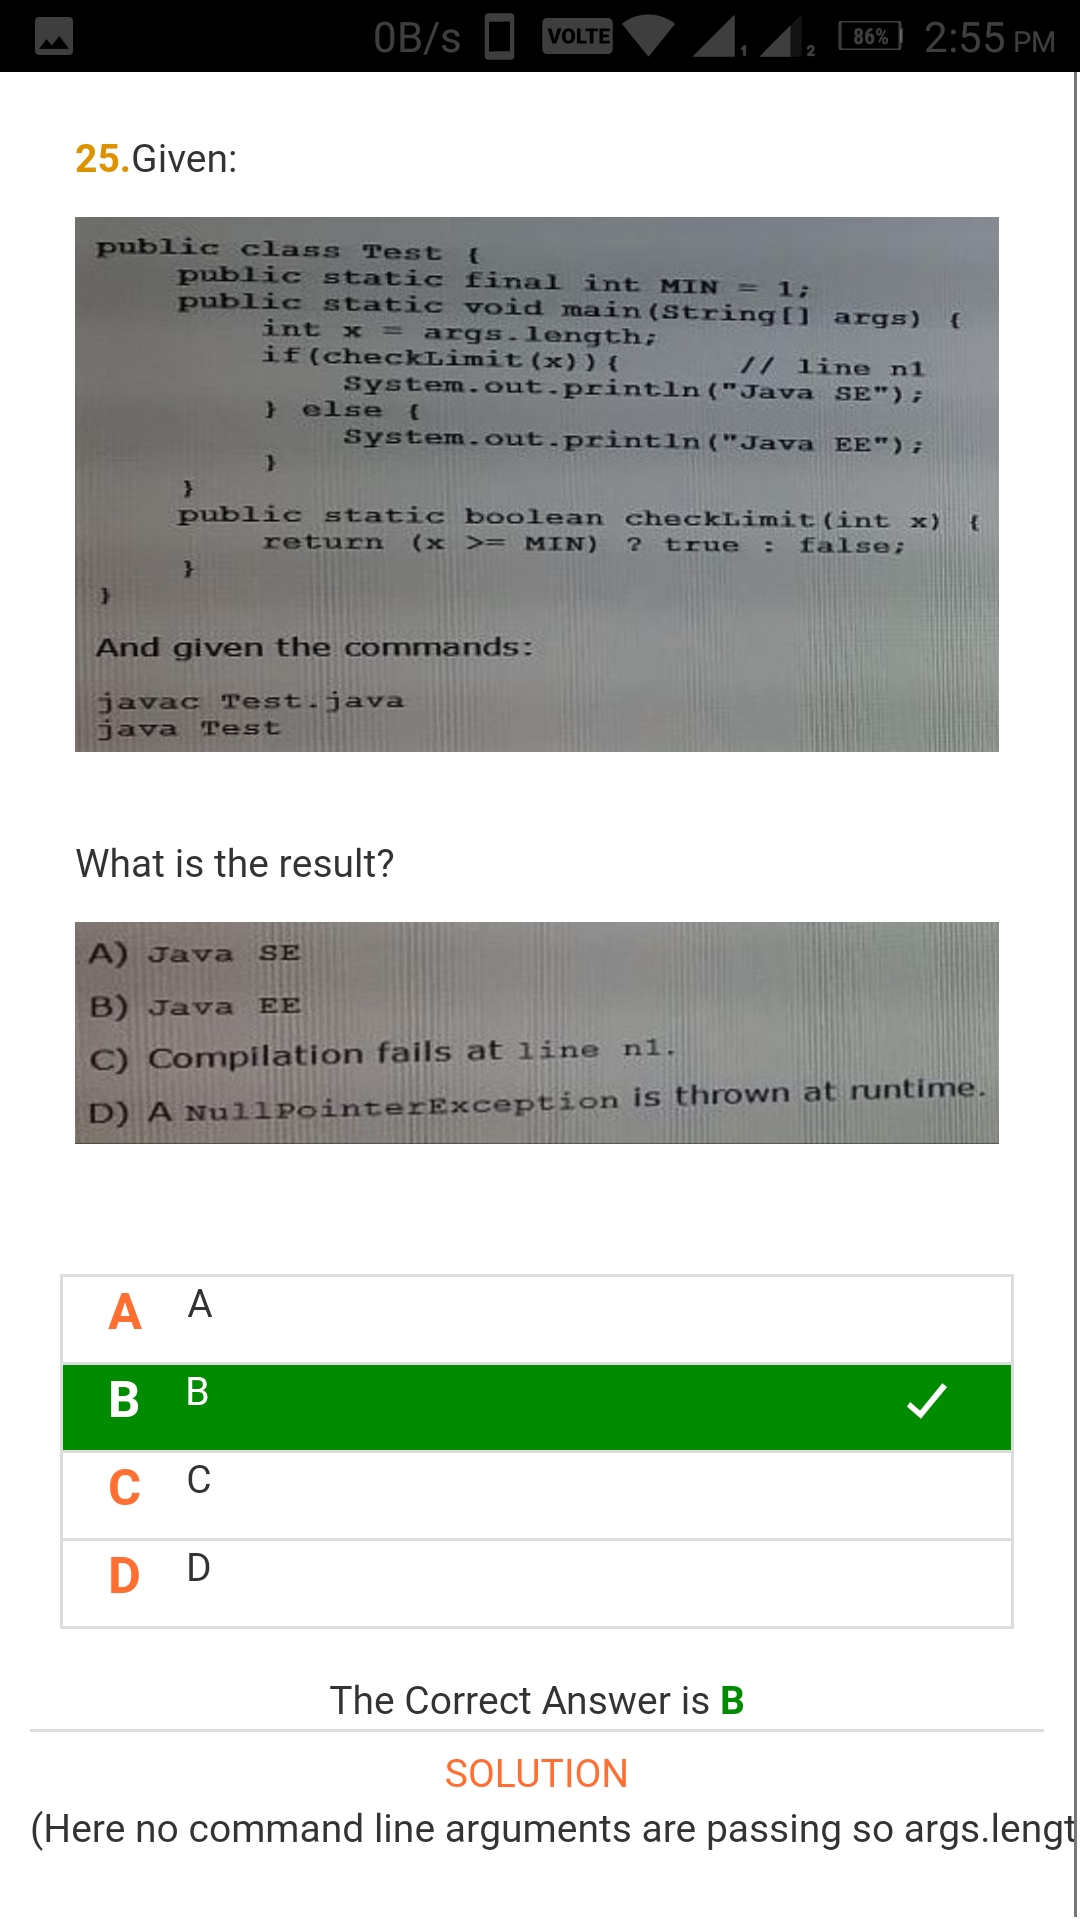 0B/s VOLTE 1 2 86% 2:55 PM
25.Given:
public class Test {
public static final int MIN = 1;
public static void main(String[] args) {
int x = args.length;
if(checkLimit(x)){ // line n1
System.out.println("Java SE");
} else {
System.out.println("Java EE");
}
}
public static boolean checkLimit(int x) {
return (x >= MIN) ? true : false;
}
}
And given the commands:
javac Test.java
java Test
What is the result?
A) Java SE
B) Java EE
C) Compilation fails at line n1.
D) A NullPointerException is thrown at runtime.
A A
B B
C C
D D
The Correct Answer is B
SOLUTION
(Here no command line arguments are passing so args.lengt